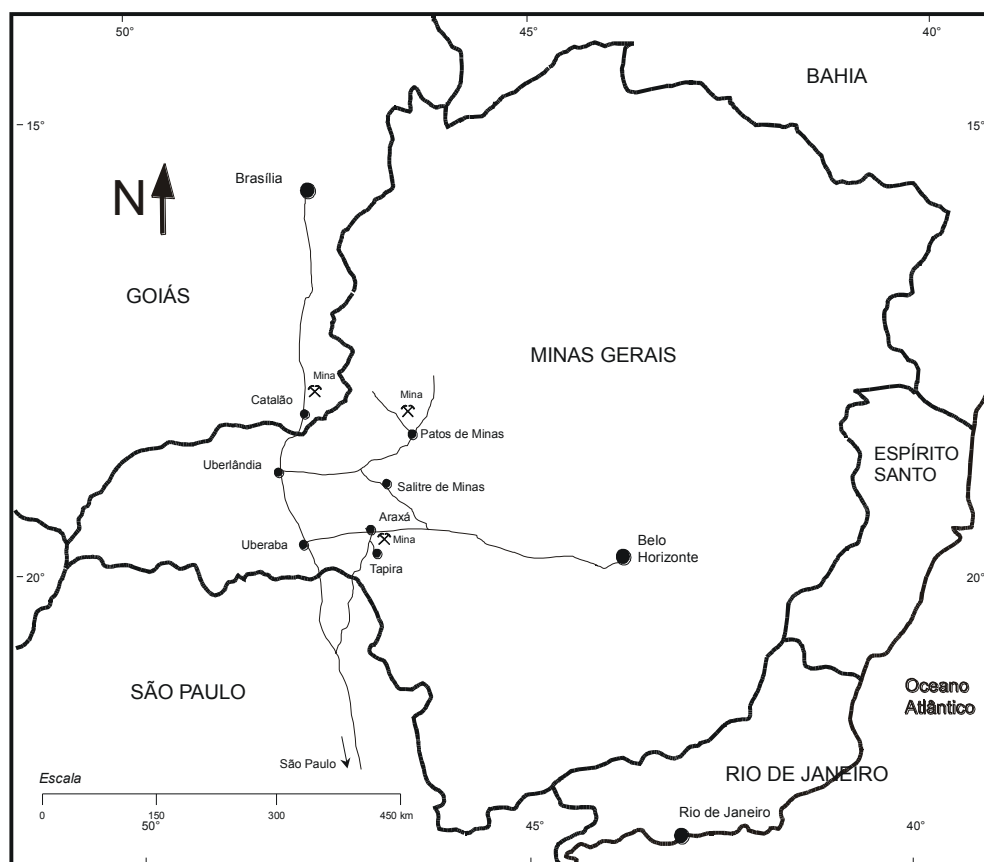 50°
45°
40°
BAHIA
15°
15°
Brasília
N
GOIÁS
MINAS GERAIS
Mina
Mina
Catalão
Patos de Minas
ESPÍRITO
SANTO
Uberlândia
Salitre de Minas
Araxá
Mina
Uberaba
Belo
Horizonte
Tapira
20°
20°
SÃO PAULO
Oceano
Atlântico
São Paulo
Escala
RIO DE JANEIRO
0
150
300
450 km
Rio de Janeiro
50°
45°
40°